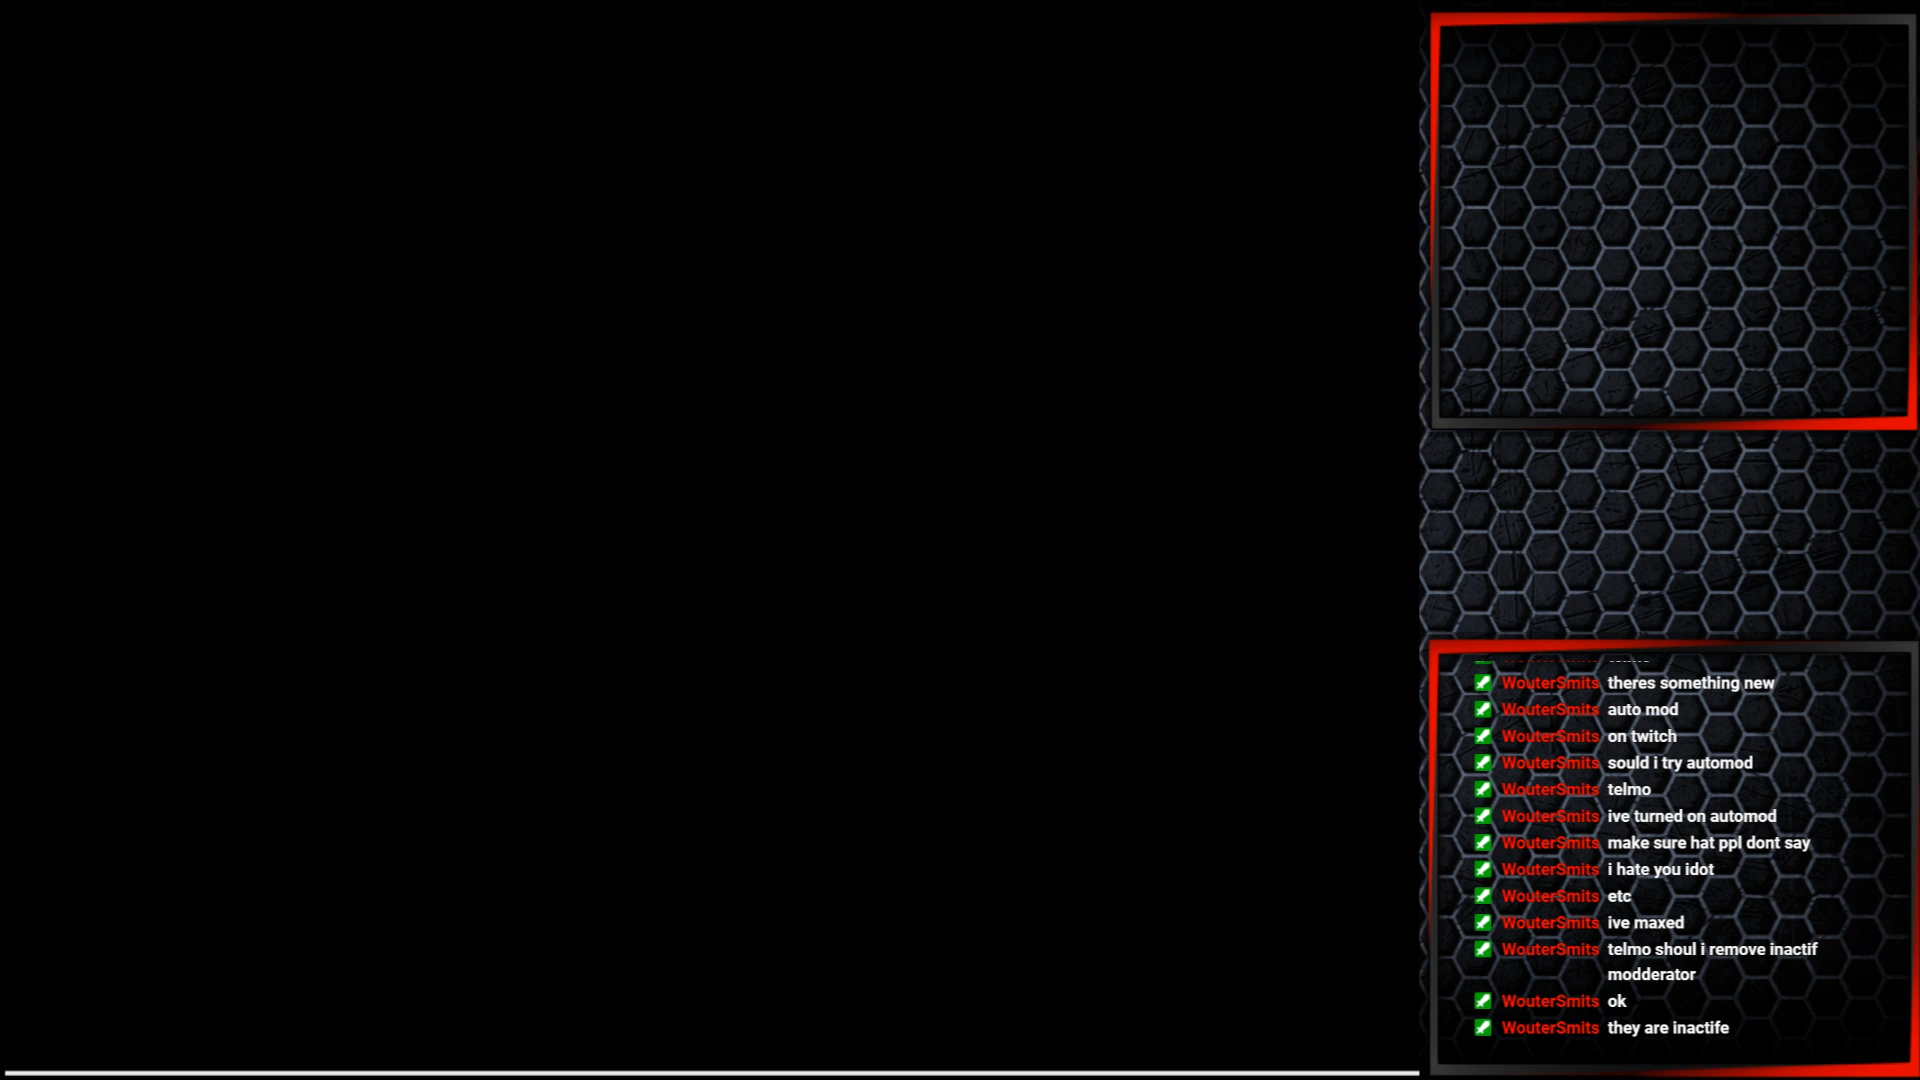 WouterSmits theres something new
WouterSmits auto mod
WouterSmits on twitch
WouterSmits sould i try automod
WouterSmits telmo
WouterSmits ive turned on automod
WouterSmits make sure hat ppl dont say
WouterSmits i hate you idot
WouterSmits etc
WouterSmits ive maxed
WouterSmits telmo shoul i remove inactif
modderator
WouterSmits ok
WouterSmits they are inactife